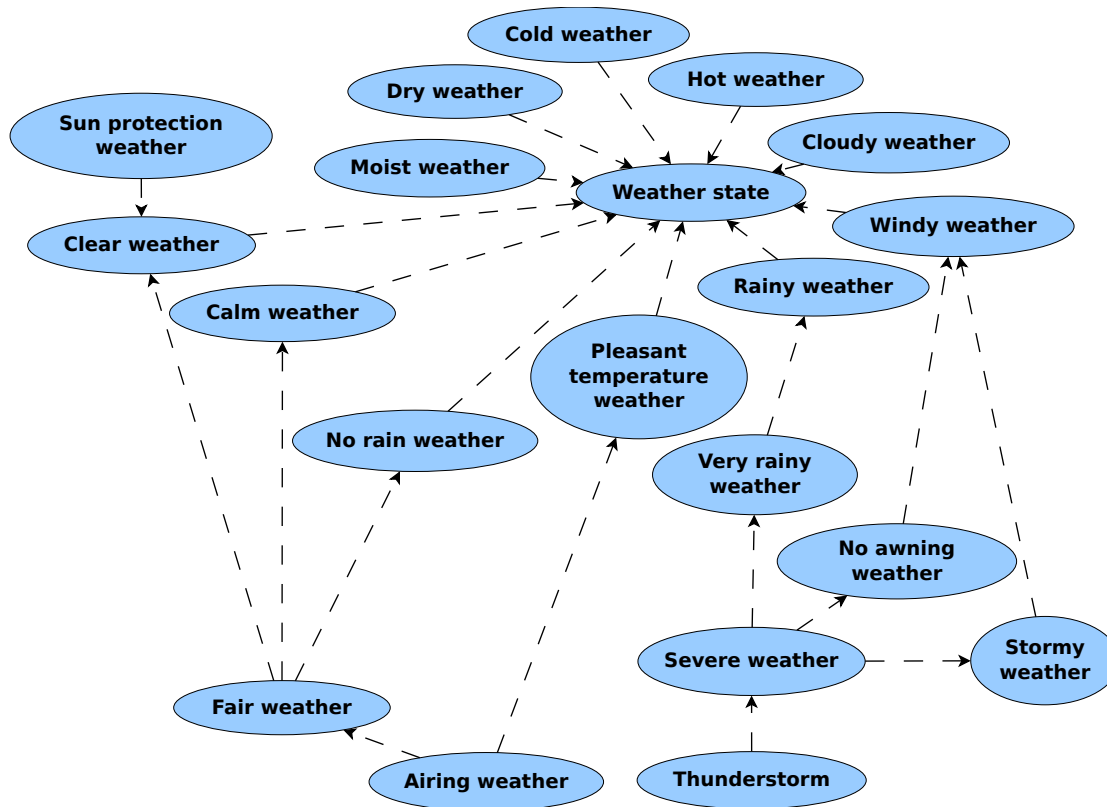 Cold weather
Hot weather
Dry weather
Sun protection
weather
Cloudy weather
Moist weather
Weather state
Windy weather
Clear weather
Rainy weather
Calm weather
Pleasant
temperature
weather
No rain weather
Very rainy
weather
No awning
weather
Severe weather
Stormy
weather
Fair weather
Airing weather
Thunderstorm